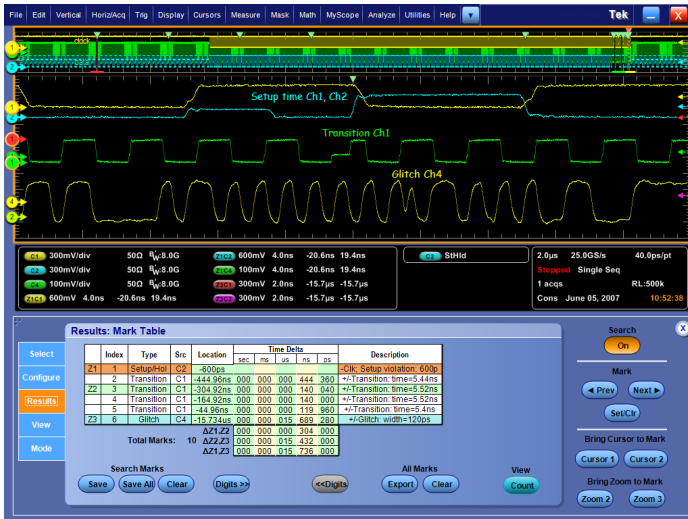 File Edit Vertical Horiz/Acq Trig Display Cursors Measure Mask Math MyScope Analyze Utilities Help Tek X
Setup time Ch1, Ch2
Transition Ch1
Glitch Ch4
C1 300mV/div 50Ω BW:8.0G
C2 300mV/div 50Ω BW:8.0G
C4 100mV/div 50Ω BW:8.0G
Z1C1 600mV 4.0ns -20.6ns 19.4ns
Z1C2 600mV 4.0ns -20.6ns 19.4ns
Z1C4 100mV 4.0ns -20.6ns 19.4ns
300mV 2.0ns -15.7µs -15.7µs
300mV 2.0ns -15.7µs -15.7µs
C2 StHld
2.0µs 25.0GS/s 40.0ps/pt
Stopped Single Seq
1 acqs RL:500k
Cons June 05, 2007 10:52:38
Results: Mark Table
Select
Configure
Results
View
Mode
Index Type Src Location Time Delta Description
sec ms us ns ps
Z1 1 Setup/Hol C2 -600ps -Clk; Setup violation: 600p
2 Transition C1 -444.96ns 000 000 000 444 360 +/-Transition: time=5.44ns
Z2 3 Transition C1 -304.92ns 000 000 000 140 040 +/-Transition: time=5.52ns
4 Transition C1 -164.92ns 000 000 000 140 000 +/-Transition: time=5.52ns
5 Transition C1 -44.96ns 000 000 000 119 960 +/-Transition: time=5.4ns
Z3 6 Glitch C4 -15.734us 000 000 015 689 280 +/-Glitch: width=120ps
ΔZ1.Z2 000 000 000 304 000
Total Marks: 10 ΔZ2.Z3 000 000 015 432 000
ΔZ1.Z3 000 000 015 736 000
Search Marks
Save Save All Clear Digits >>
<<Digits
All Marks
Export Clear
View
Count
Search
On
X
Mark
Prev Next
Set/Clr
Bring Cursor to Mark
Cursor 1 Cursor 2
Bring Zoom to Mark
Zoom 2 Zoom 3